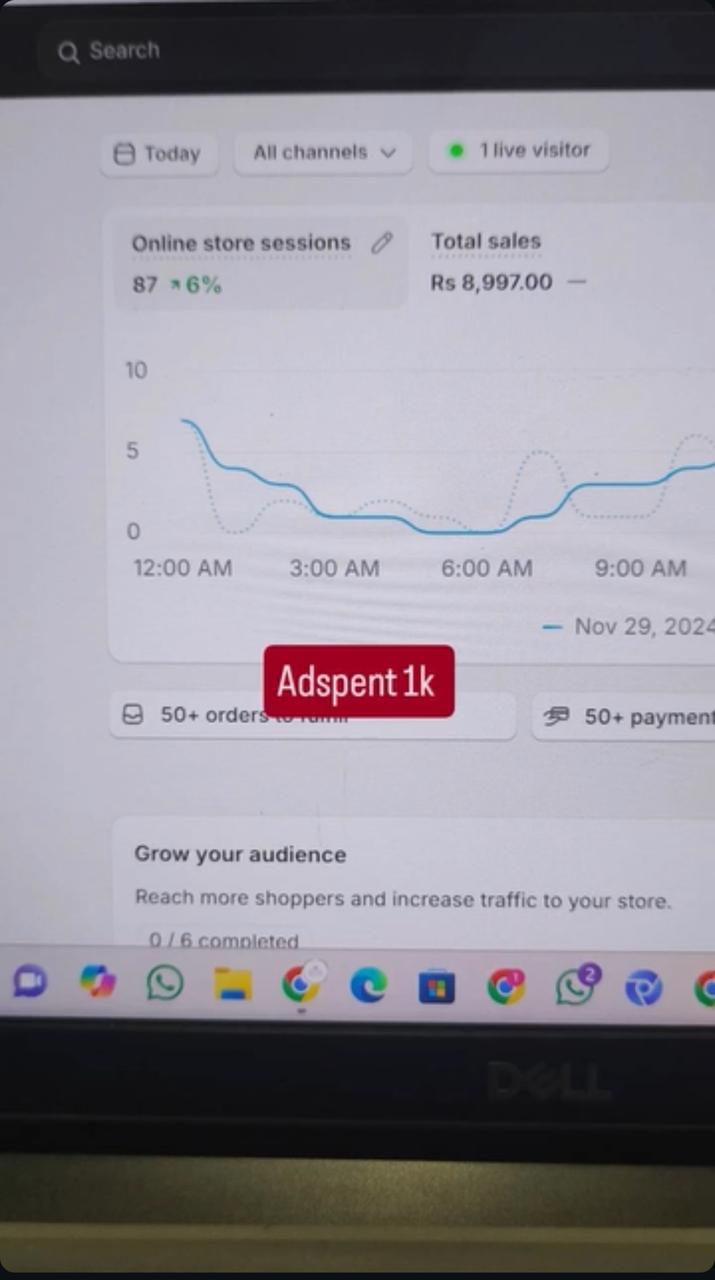 Search
Today
All channels
1 live visitor
Online store sessions
Total sales
87 ↗ 6%
Rs 8,997.00 —
10
5
0
12:00 AM
3:00 AM
6:00 AM
9:00 AM
Nov 29, 2024
Adspent 1k
50+ orders to fulfill
50+ payment
Grow your audience
Reach more shoppers and increase traffic to your store.
0 / 6 completed
1
2
DELL